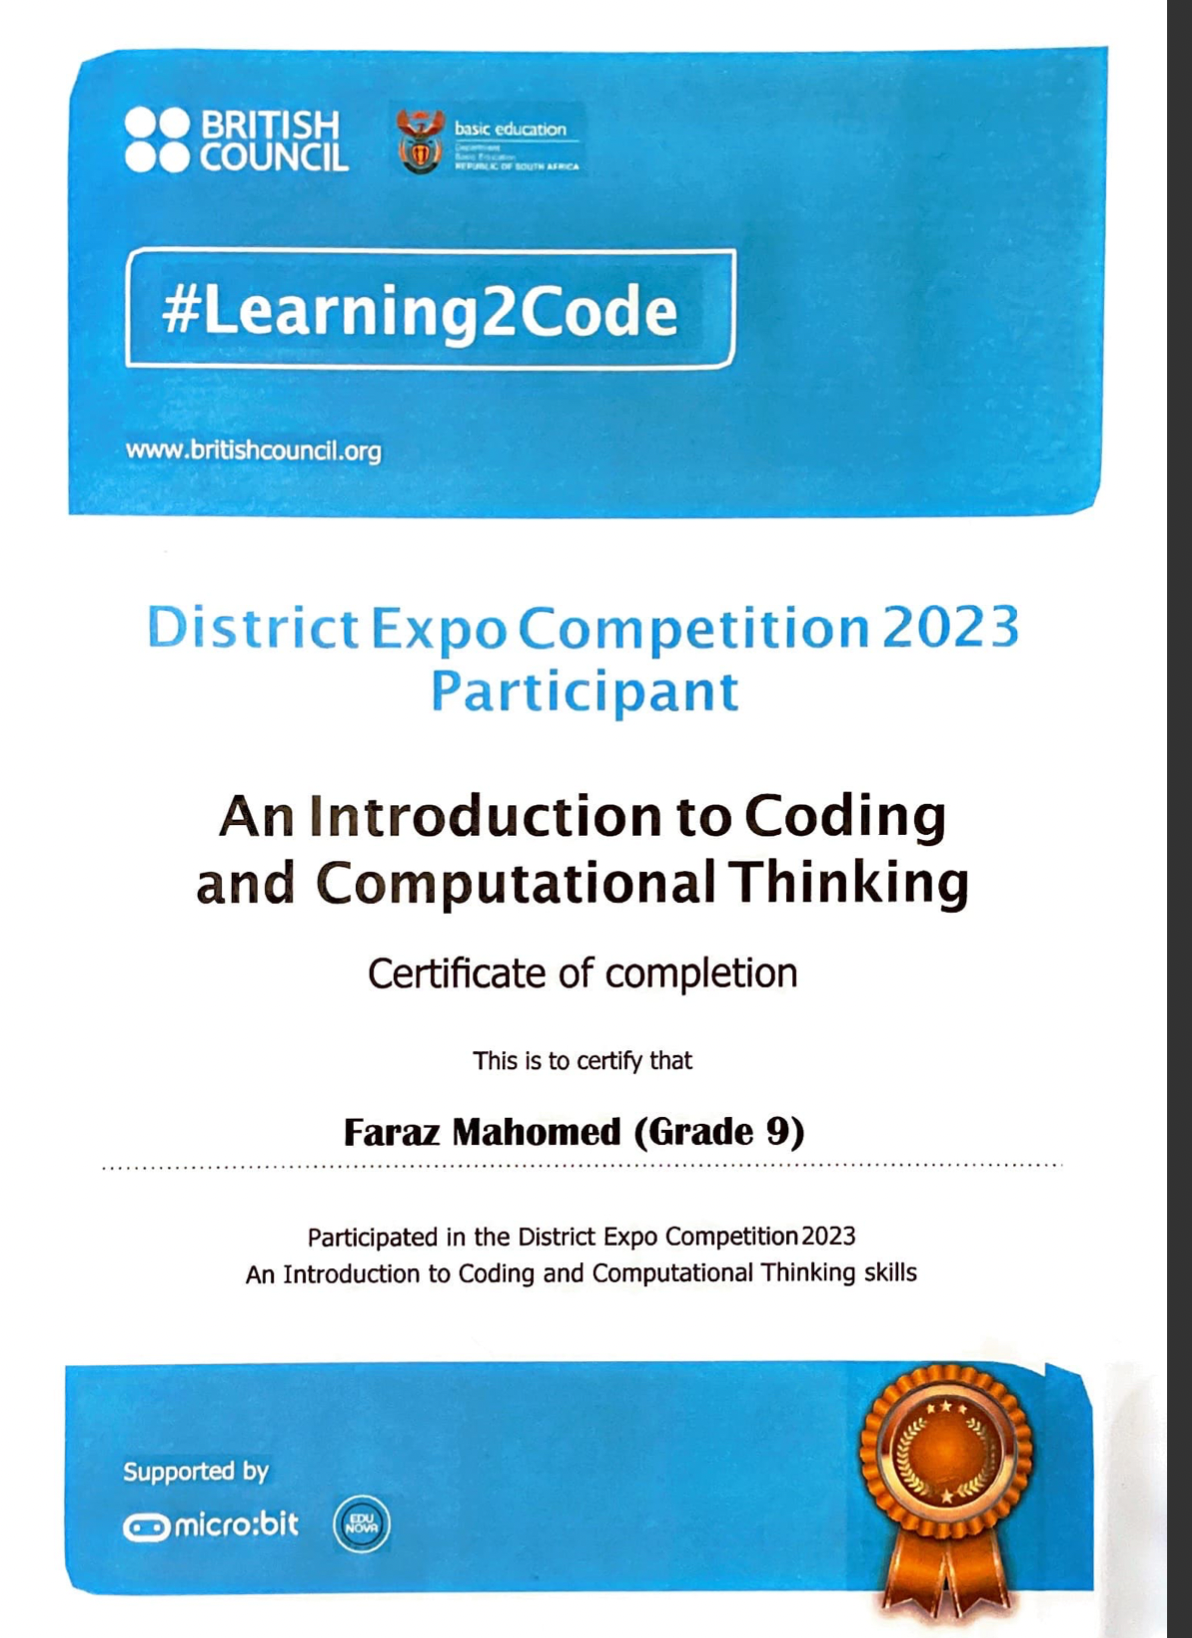 BRITISH
COUNCIL
basic education
Department
Basic Education
REPUBLIC OF SOUTH AFRICA
#Learning2Code
www.britishcouncil.org
District Expo Competition 2023
Participant
An Introduction to Coding
and Computational Thinking
Certificate of completion
This is to certify that
Faraz Mahomed (Grade 9)
Participated in the District Expo Competition 2023
An Introduction to Coding and Computational Thinking skills
Supported by
micro:bit
EDU
NOVA